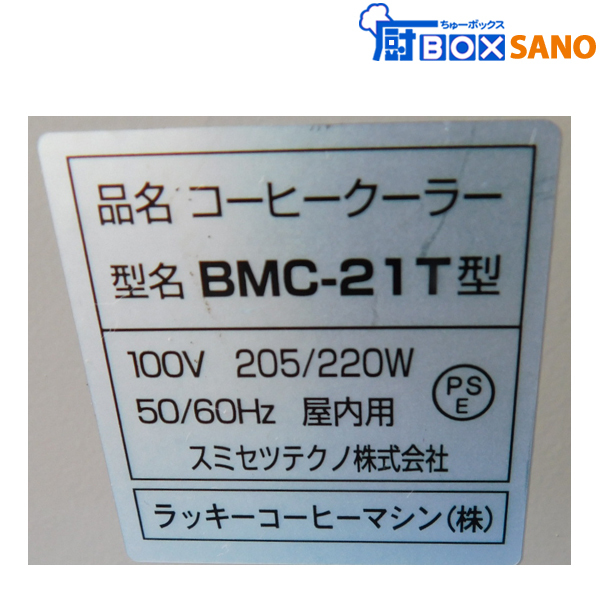 ちゅーボックス
厨BOX SANO
品名 コーヒークーラー
型名 BMC-21T型
100V 205/220W
50/60Hz 屋内用
PS
E
スミセツテクノ株式会社
ラッキーコーヒーマシン(株)